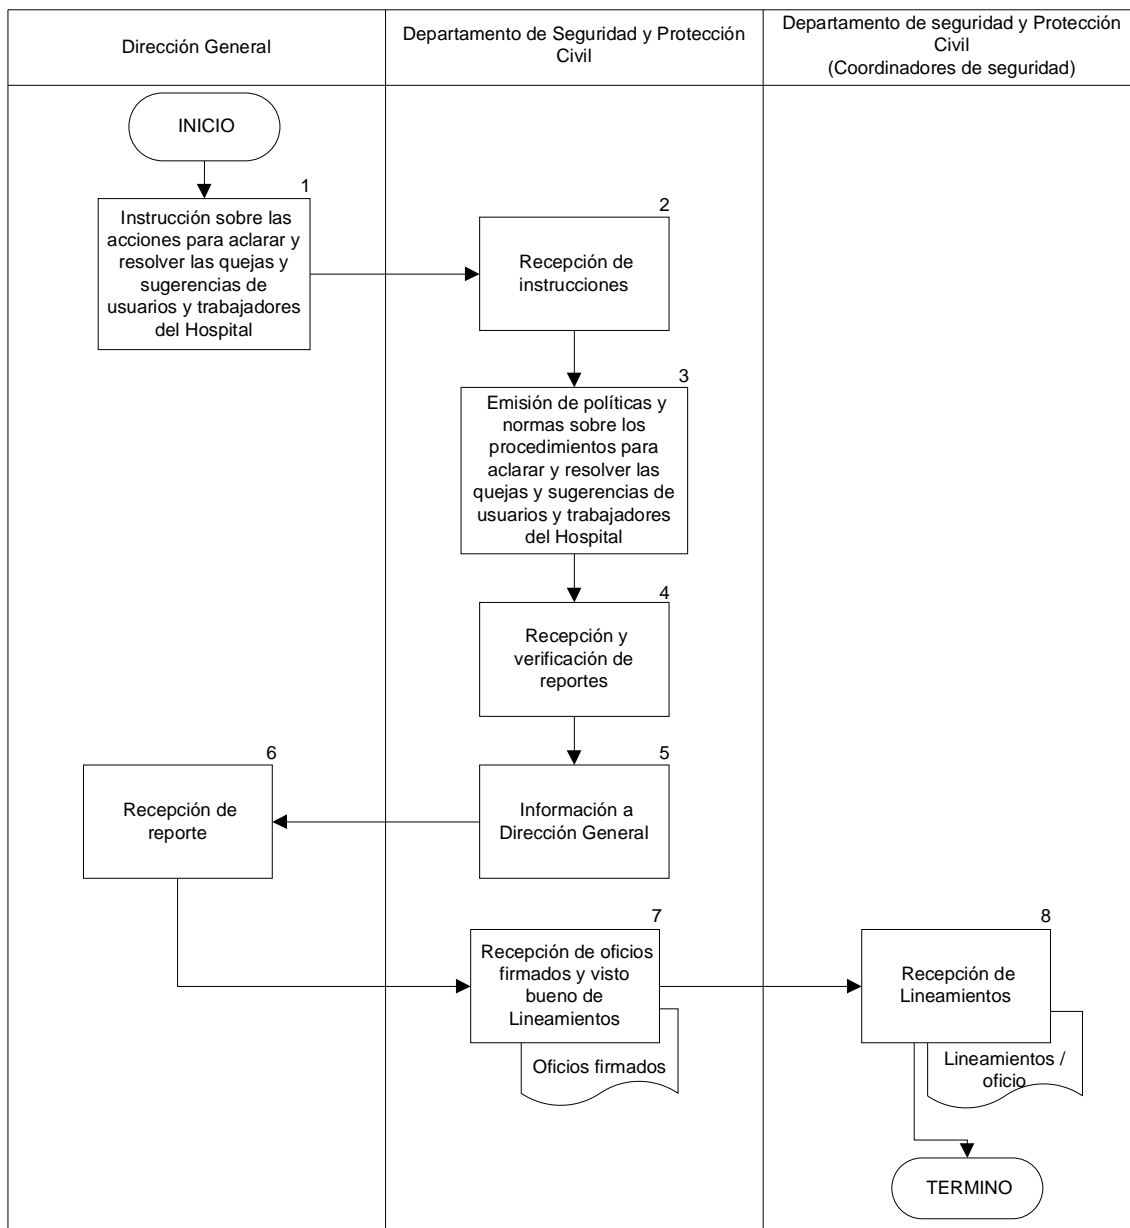 Dirección General
Departamento de Seguridad y Protección
Civil
Departamento de seguridad y Protección
Civil
(Coordinadores de seguridad)
INICIO
1
Instrucción sobre las
acciones para aclarar y
resolver las quejas y
sugerencias de
usuarios y trabajadores
del Hospital
2
Recepción de
instrucciones
3
Emisión de políticas y
normas sobre los
procedimientos para
aclarar y resolver las
quejas y sugerencias de
usuarios y trabajadores
del Hospital
4
Recepción y
verificación de
reportes
5
Información a
Dirección General
6
Recepción de
reporte
7
Recepción de oficios
firmados y visto
bueno de
Lineamientos
Oficios firmados
8
Recepción de
Lineamientos
Lineamientos /
oficio
TERMINO